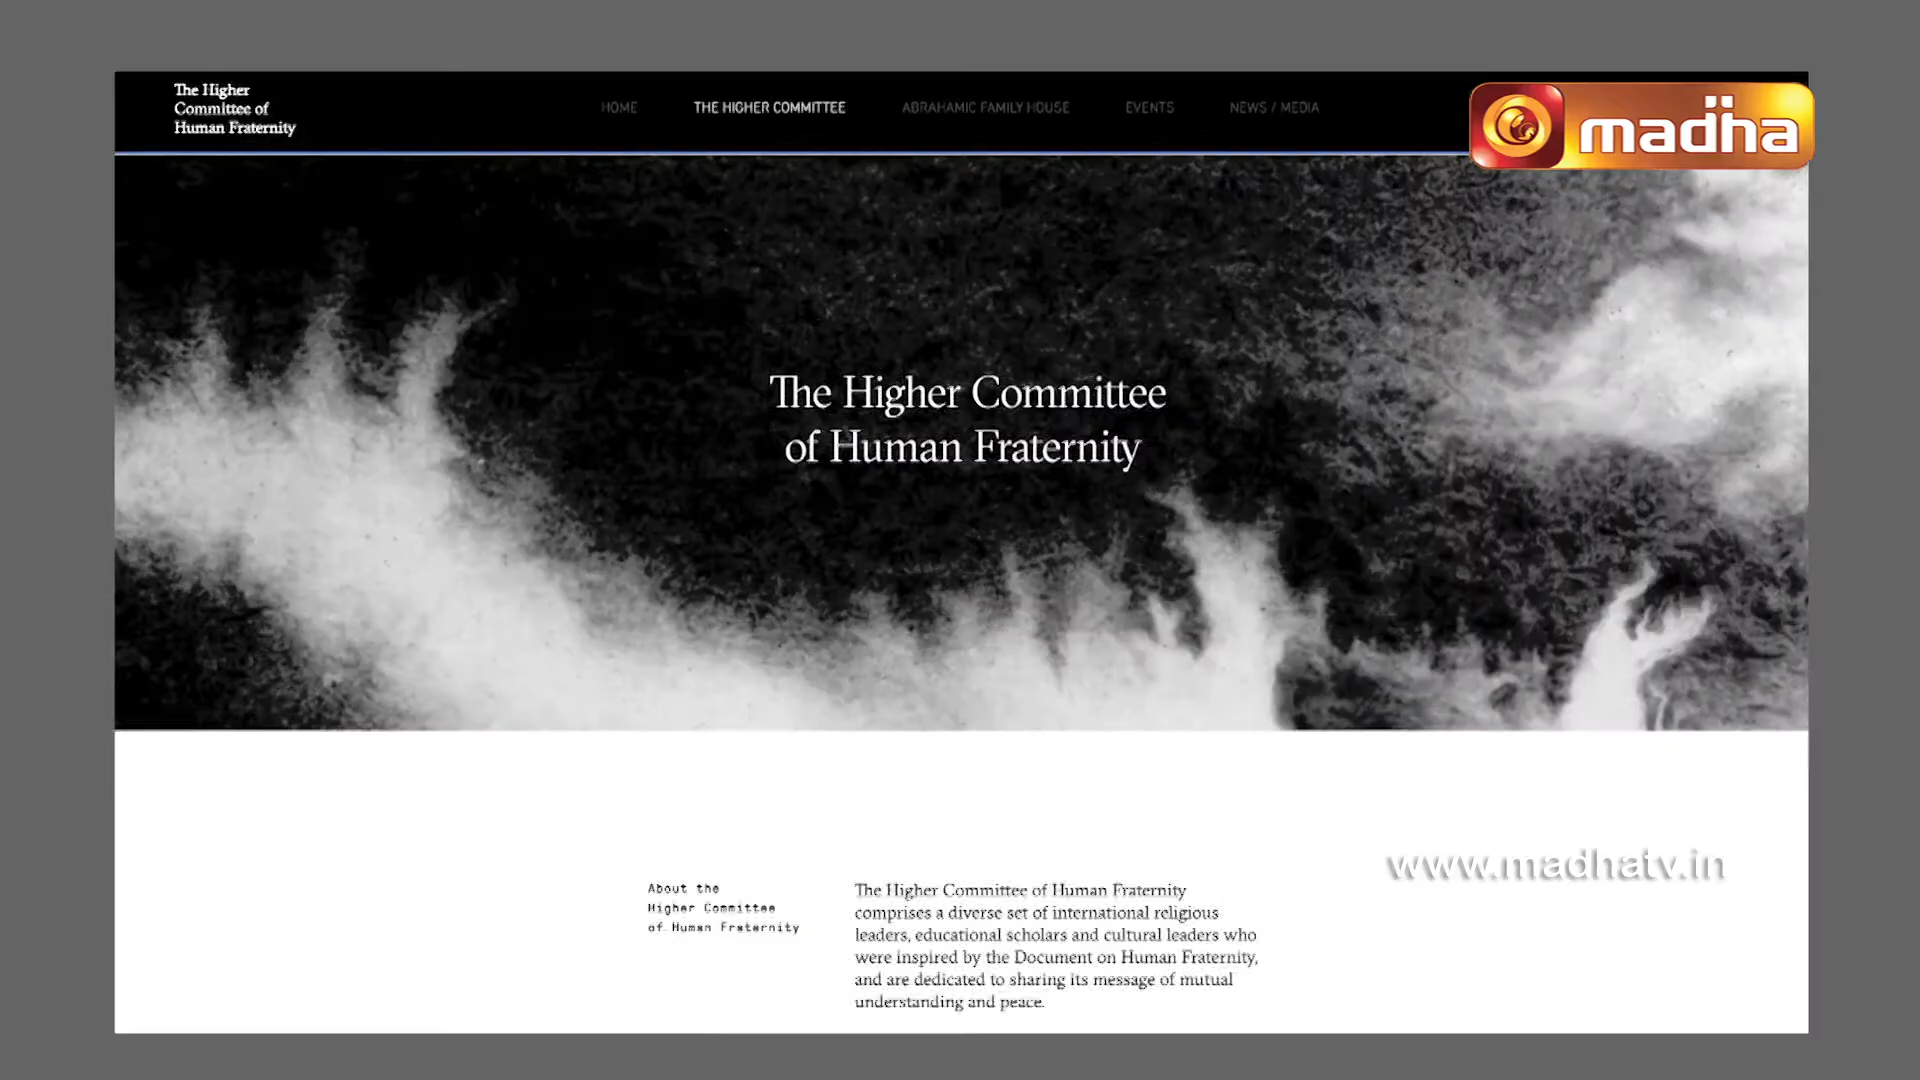 The Higher
Committee of
Human Fraternity
HOME
THE HIGHER COMMITTEE
ABRAHAMIC FAMILY HOUSE
EVENTS
NEWS / MEDIA
madha
The Higher Committee
of Human Fraternity
www.madhatv.in
About the
Higher Committee
of Human Fraternity
The Higher Committee of Human Fraternity
comprises a diverse set of international religious
leaders, educational scholars and cultural leaders who
were inspired by the Document on Human Fraternity,
and are dedicated to sharing its message of mutual
understanding and peace.